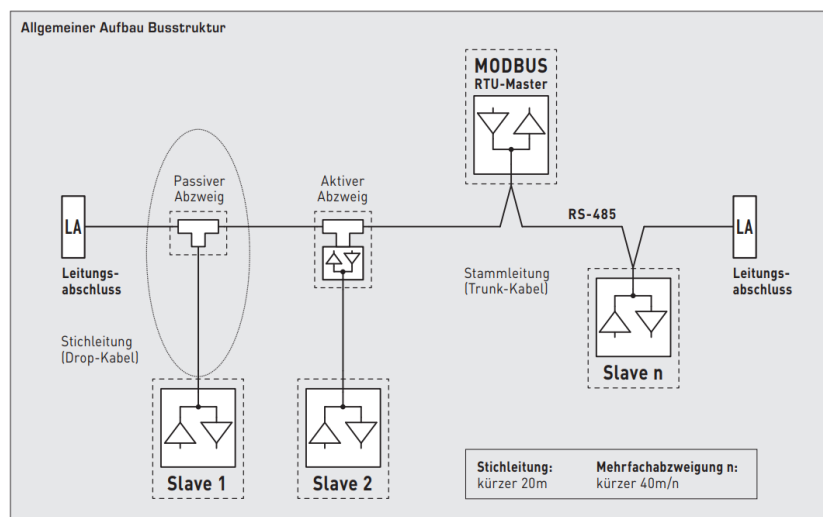 Allgemeiner Aufbau Busstruktur
MODBUS
RTU-Master
Passiver
Abzweig
Aktiver
Abzweig
LA
RS-485
LA
Leitungs-
abschluss
Stammleitung
(Trunk-Kabel)
Leitungs-
abschluss
Stichleitung
(Drop-Kabel)
Slave n
Slave 1
Slave 2
Stichleitung:
kürzer 20m
Mehrfachabzweigung n:
kürzer 40m/n